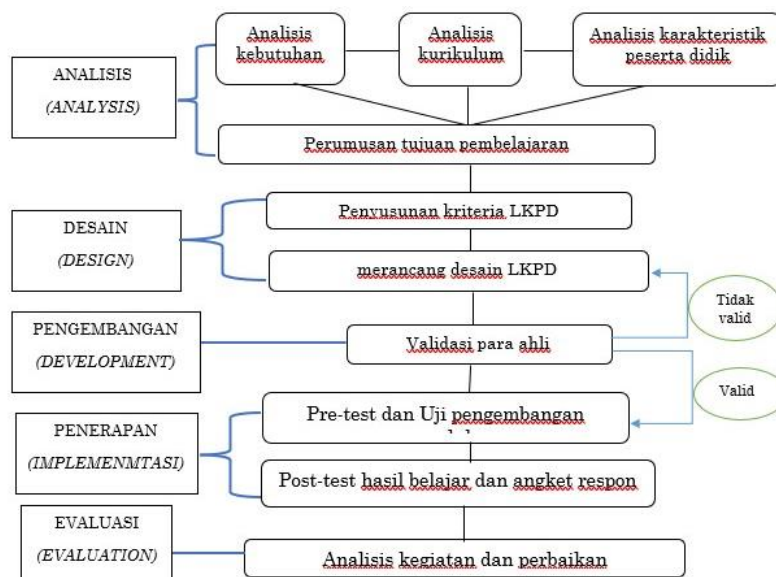 Analisis
kebutuhan
Analisis
kurikulum
Analisis karakteristik
peserta didik
ANALISIS
(ANALYSIS)
Perumusan tujuan pembelajaran
Penyusunan kriteria LKPD
DESAIN
(DESIGN)
merancang desain LKPD
Tidak
valid
PENGEMBANGAN
(DEVELOPMENT)
Validasi para ahli
Valid
Pre-test dan Uji pengembangan
PENERAPAN
(IMPLEMENMTASI)
Post-test hasil belajar dan angket respon
EVALUASI
(EVALUATION)
Analisis kegiatan dan perbaikan